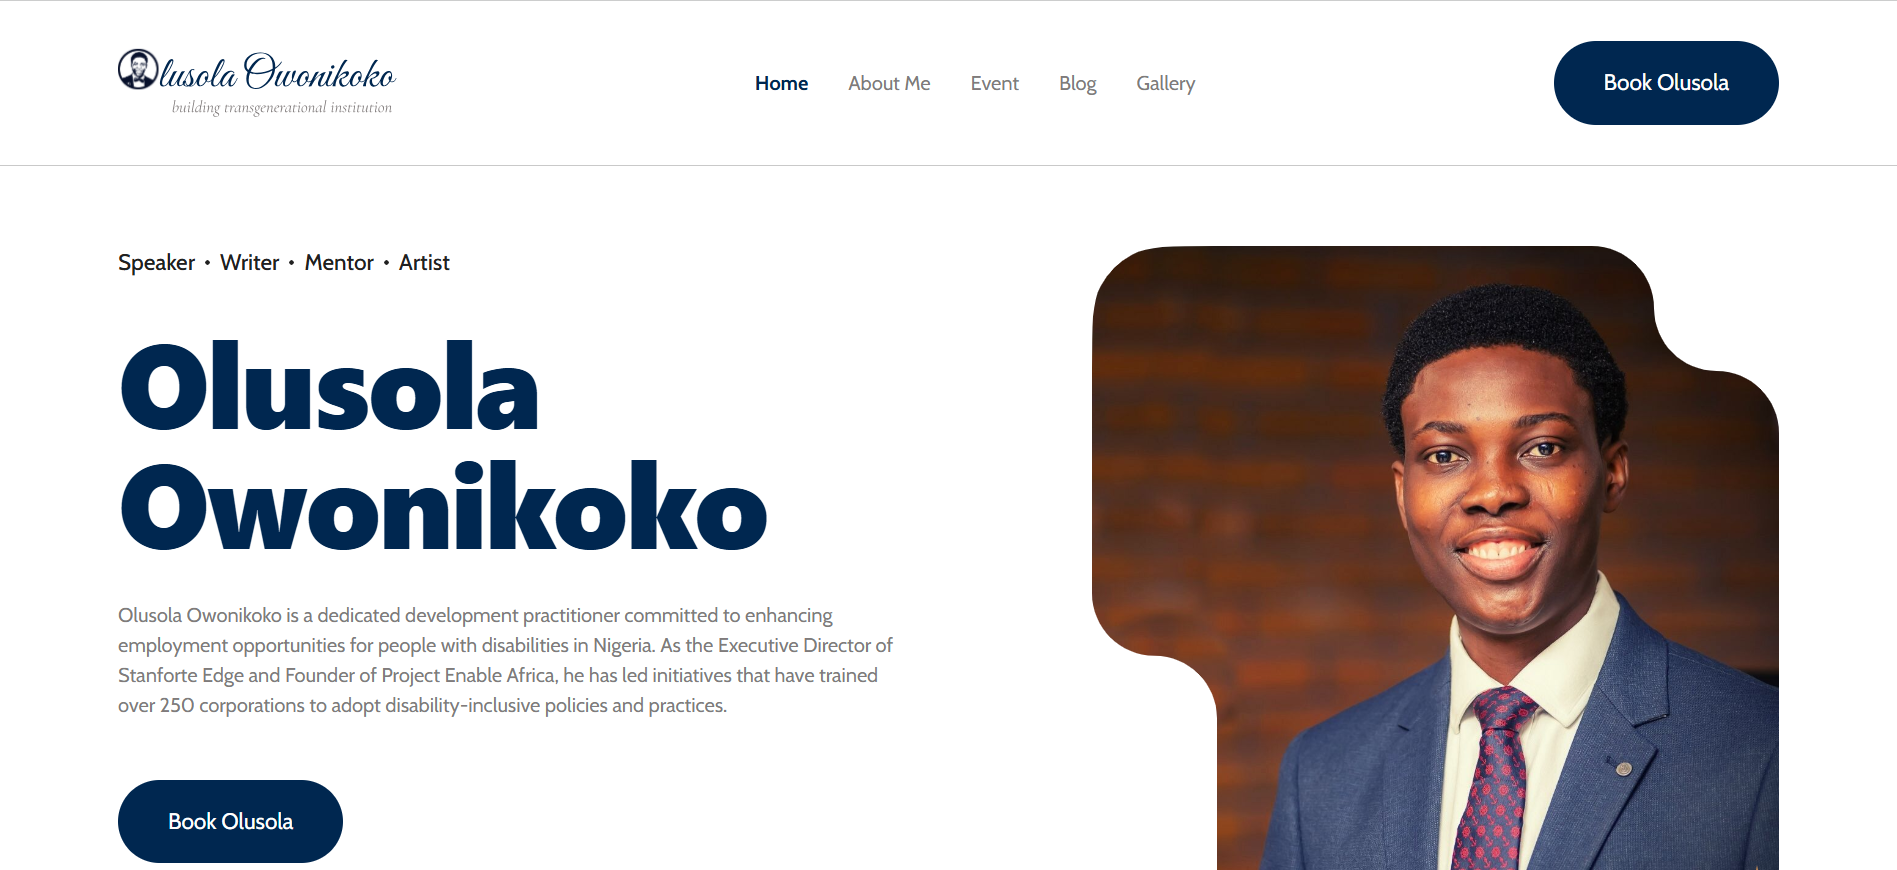 Olusola Owonikoko
building transgenerational institution
Home About Me Event Blog Gallery
Book Olusola
Speaker • Writer • Mentor • Artist
Olusola
Owonikoko
Olusola Owonikoko is a dedicated development practitioner committed to enhancing
employment opportunities for people with disabilities in Nigeria. As the Executive Director of
Stanforte Edge and Founder of Project Enable Africa, he has led initiatives that have trained
over 250 corporations to adopt disability-inclusive policies and practices.
Book Olusola